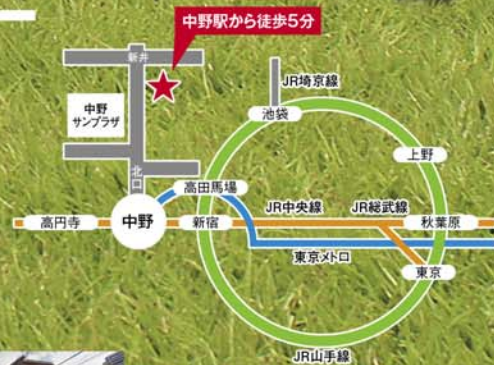 中野駅から徒歩5分
新井
中野
サンプラザ
北口
JR埼京線
池袋
上野
高田馬場
高円寺
中野
新宿
JR中央線
JR総武線
秋葉原
東京メトロ
東京
JR山手線